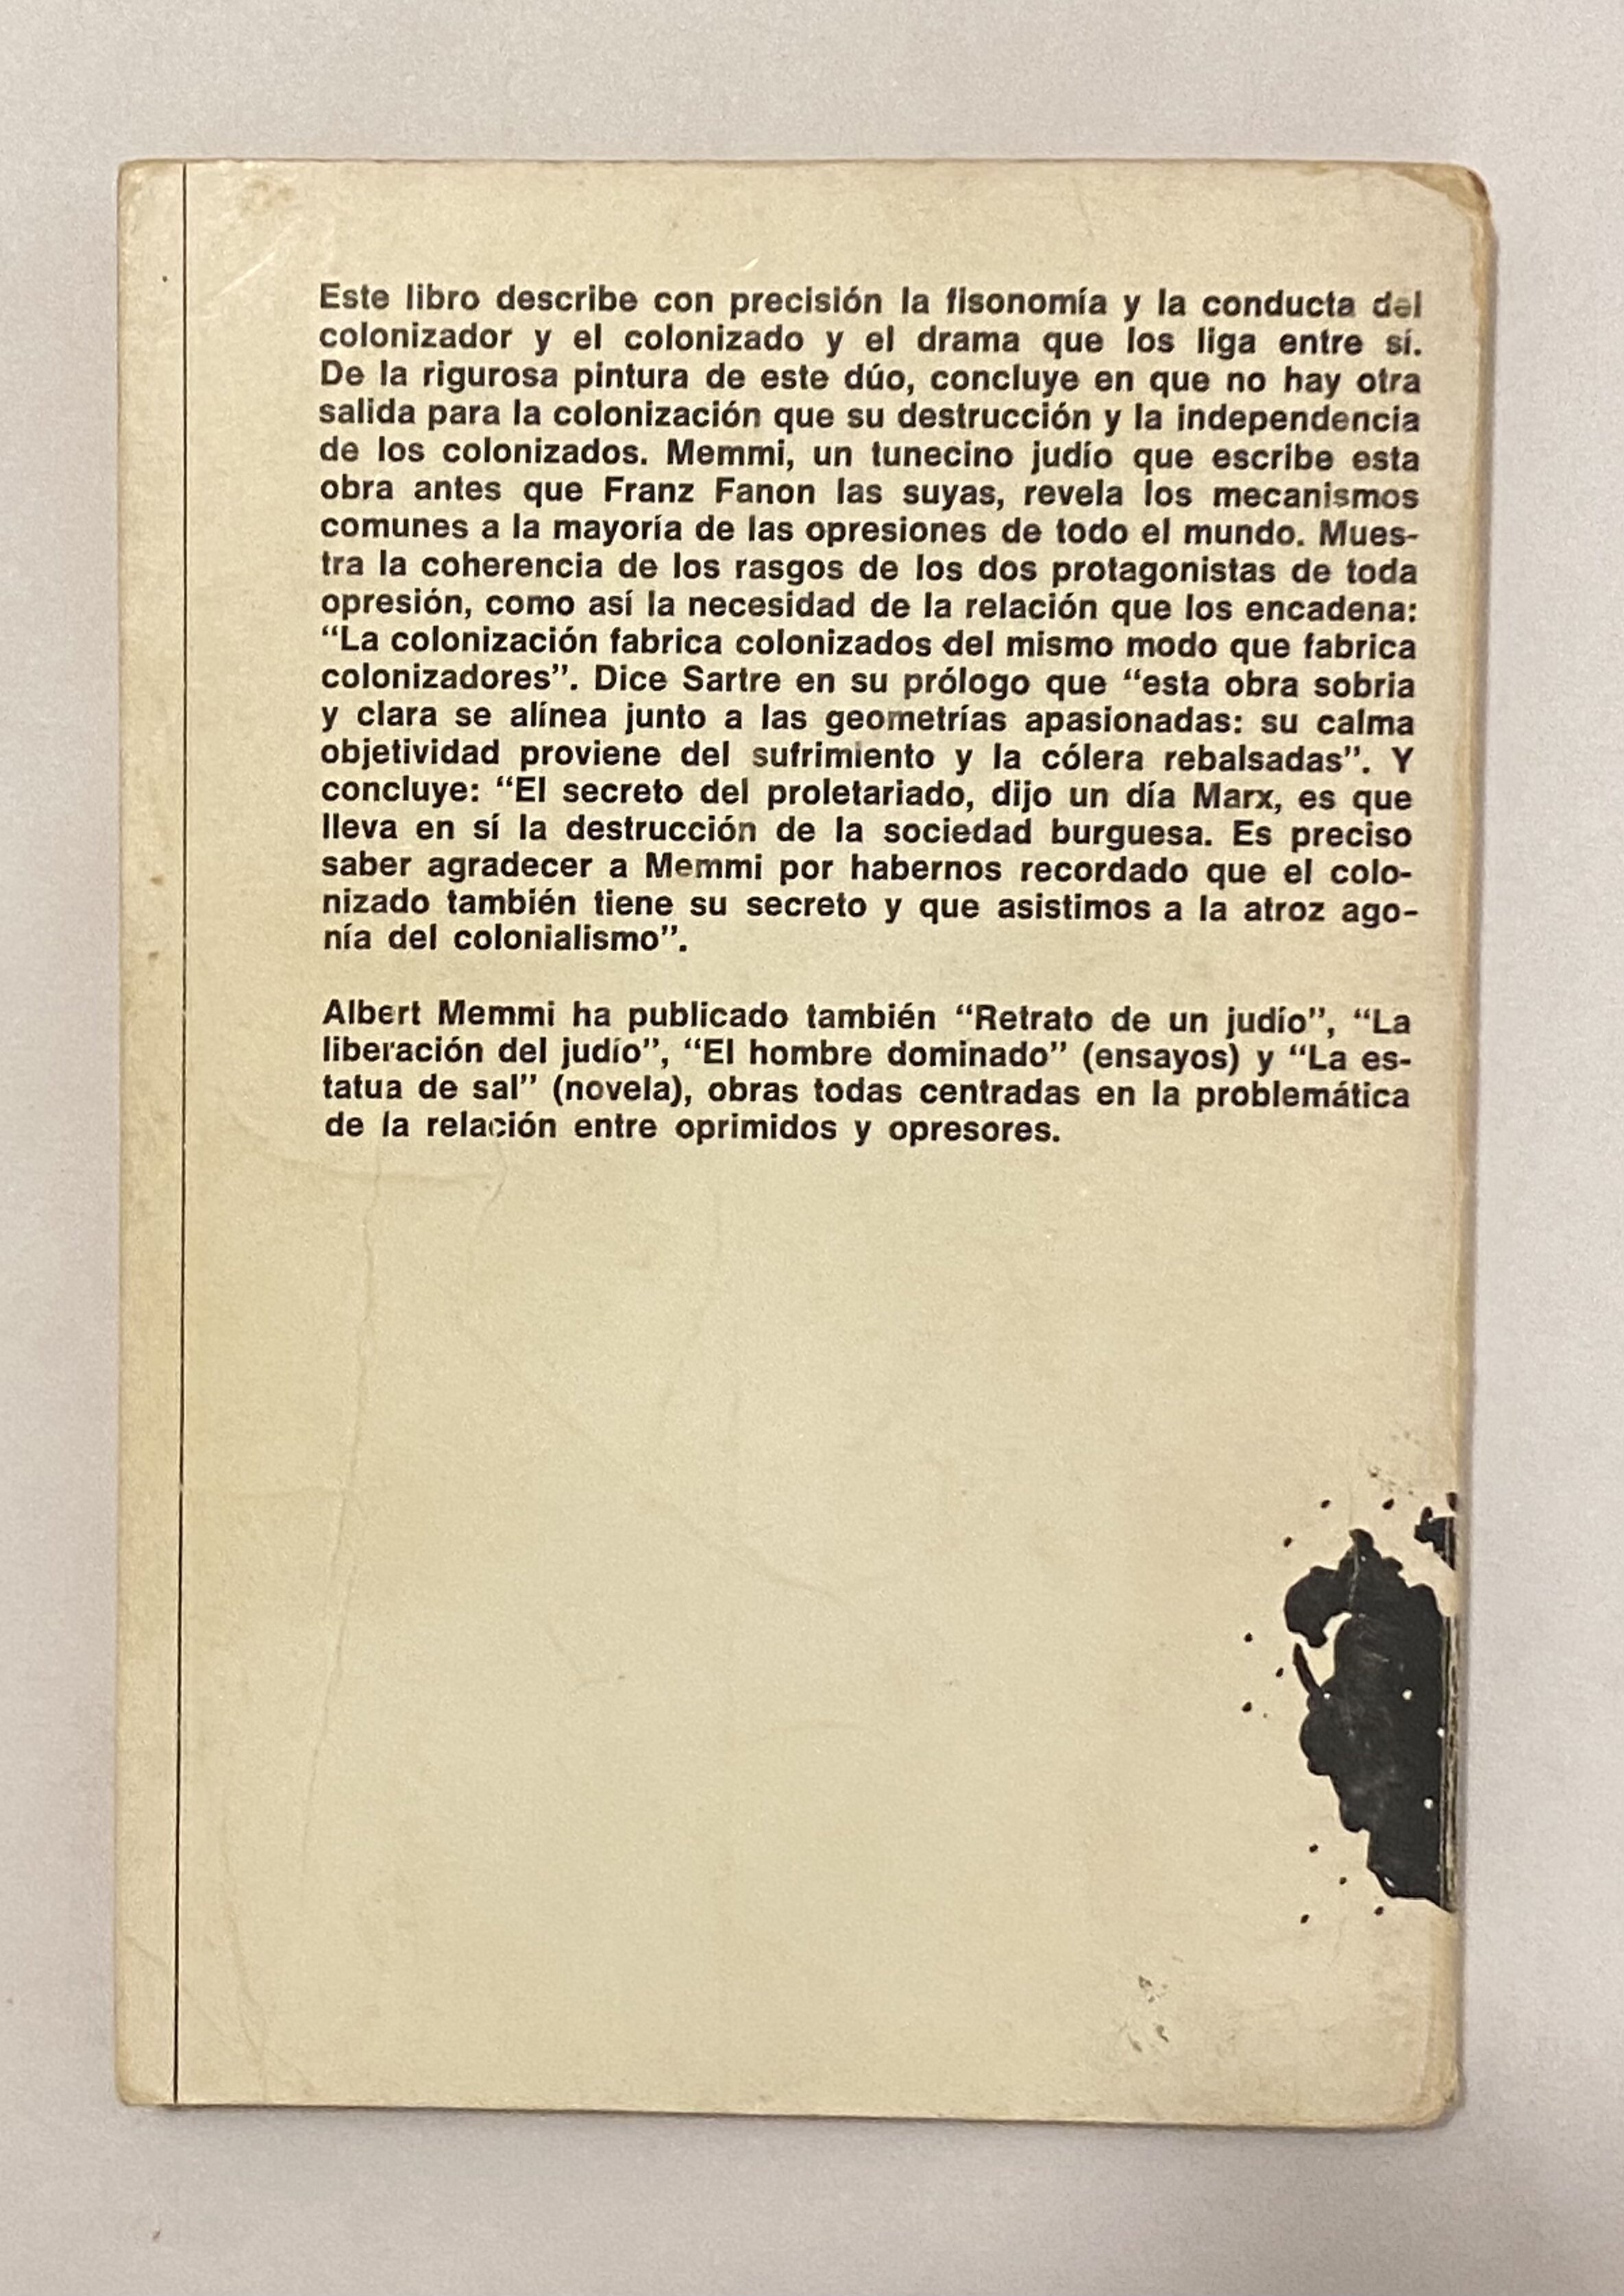 Este libro describe con precisión la fisonomía y la conducta del
colonizador y el colonizado y el drama que los liga entre sí.
De la rigurosa pintura de este dúo, concluye en que no hay otra
salida para la colonización que su destrucción y la independencia
de los colonizados. Memmi, un tunecino judío que escribe esta
obra antes que Franz Fanon las suyas, revela los mecanismos
comunes a la mayoría de las opresiones de todo el mundo. Mues-
tra la coherencia de los rasgos de los dos protagonistas de toda
opresión, como así la necesidad de la relación que los encadena:
“La colonización fabrica colonizados del mismo modo que fabrica
colonizadores”. Dice Sartre en su prólogo que “esta obra sobria
y clara se alínea junto a las geometrías apasionadas: su calma
objetividad proviene del sufrimiento y la cólera rebalsadas”. Y
concluye: “El secreto del proletariado, dijo un día Marx, es que
lleva en sí la destrucción de la sociedad burguesa. Es preciso
saber agradecer a Memmi por habernos recordado que el colo-
nizado también tiene su secreto y que asistimos a la atroz ago-
nía del colonialismo”.
Albert Memmi ha publicado también “Retrato de un judío”, “La
liberación del judío”, “El hombre dominado” (ensayos) y “La es-
tatua de sal” (novela), obras todas centradas en la problemática
de la relación entre oprimidos y opresores.